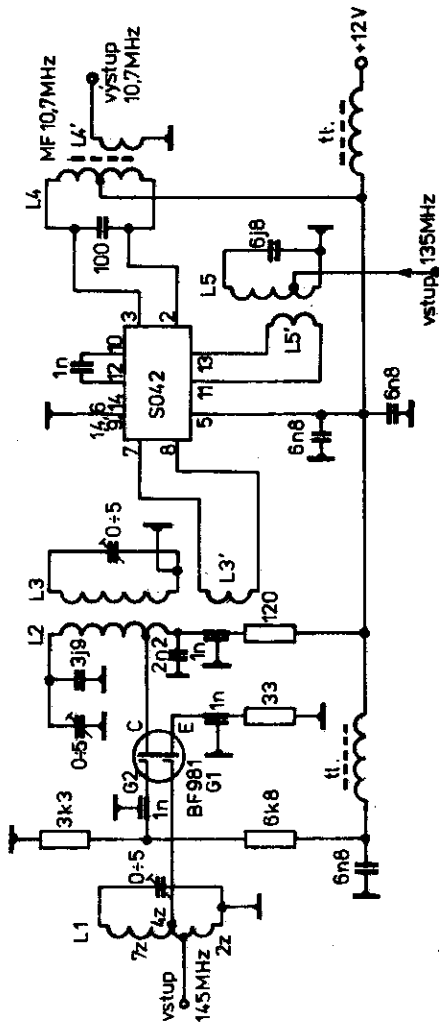 L1
7z
4z
2z
0÷5
vstup
145MHz
3k3
G2
1n
BF981
G1
C
E
6k8
6n8
0÷5
3j9
L2
2n2
1n
1n
33
120
tl.
L3
0÷5
L3'
7
8
1,4,6
9,14
S042
12
10
1n
3
2
13
11
5
6n8
6n8
100
L4
MF 10,7MHz
L4'
výstup
10,7MHz
L5
6j8
L5'
vstup 135MHz
tl.
+12V